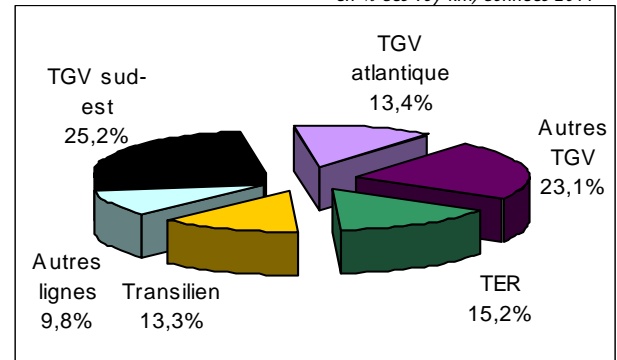 TGV
atlantique
13,4%
Autres
TGV
23,1%
TER
15,2%
Transilien
13,3%
Autres
lignes
9,8%
TGV sud-
est
25,2%